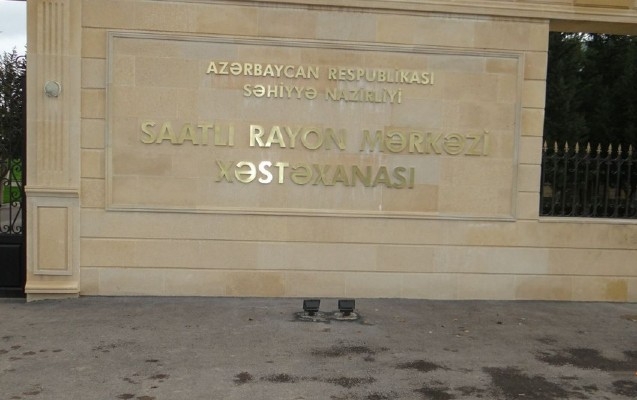 AZƏRBAYCAN RESPUBLİKASI
SƏHİYYƏ NAZİRLİYİ
SAATLI RAYON MƏRKƏZİ
XƏSTƏXANASI